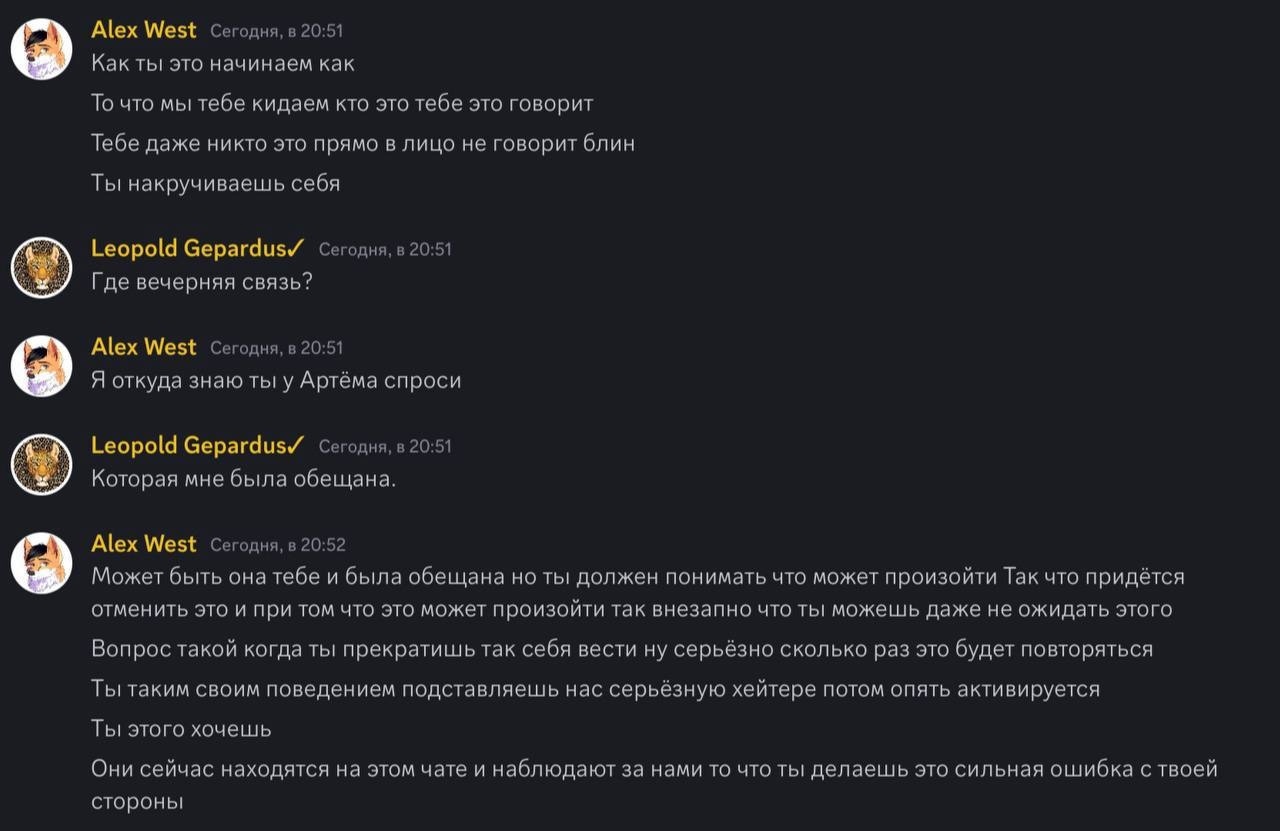 Alex West Сегодня, в 20:51
Как ты это начинаем как
То что мы тебе кидаем кто это тебе это говорит
Тебе даже никто это прямо в лицо не говорит блин
Ты накручиваешь себя
Leopold Gepardus✓ Сегодня, в 20:51
Где вечерняя связь?
Alex West Сегодня, в 20:51
Я откуда знаю ты у Артёма спроси
Leopold Gepardus✓ Сегодня, в 20:51
Которая мне была обещана.
Alex West Сегодня, в 20:52
Может быть она тебе и была обещана но ты должен понимать что может произойти Так что придётся
отменить это и при том что это может произойти так внезапно что ты можешь даже не ожидать этого
Вопрос такой когда ты прекратишь так себя вести ну серьёзно сколько раз это будет повторяться
Ты таким своим поведением подставляешь нас серьёзную хейтере потом опять активируется
Ты этого хочешь
Они сейчас находятся на этом чате и наблюдают за нами то что ты делаешь это сильная ошибка с твоей
стороны